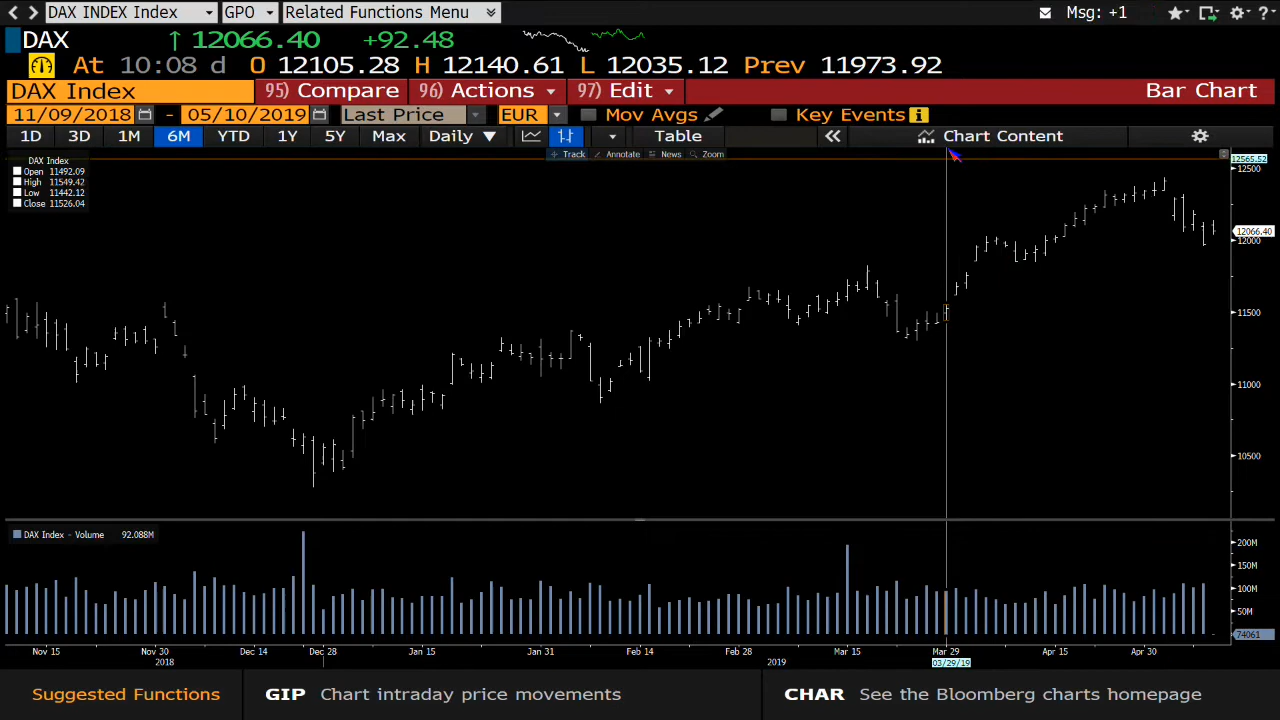 DAX INDEX Index GPO Related Functions Menu Msg: +1 ?
DAX ↑ 12066.40 +92.48
At 10:08 d O 12105.28 H 12140.61 L 12035.12 Prev 11973.92
DAX Index 95) Compare 96) Actions 97) Edit Bar Chart
11/09/2018 - 05/10/2019 Last Price EUR Mov Avgs Key Events i
1D 3D 1M 6M YTD 1Y 5Y Max Daily ▼ Table « Chart Content
Track Annotate News Zoom
DAX Index
Open 11492.09
High 11549.42
Low 11442.12
Close 11526.04
12565.52
12500
12066.40
12000
11500
11000
10500
DAX Index - Volume 92.088M
200M
150M
100M
50M
74061
Nov 15 Nov 30 Dec 14 Dec 28 Jan 15 Jan 31 Feb 14 Feb 28 Mar 15 Mar 29 Apr 15 Apr 30
2018 2019 03/29/19
Suggested Functions GIP Chart intraday price movements CHAR See the Bloomberg charts homepage